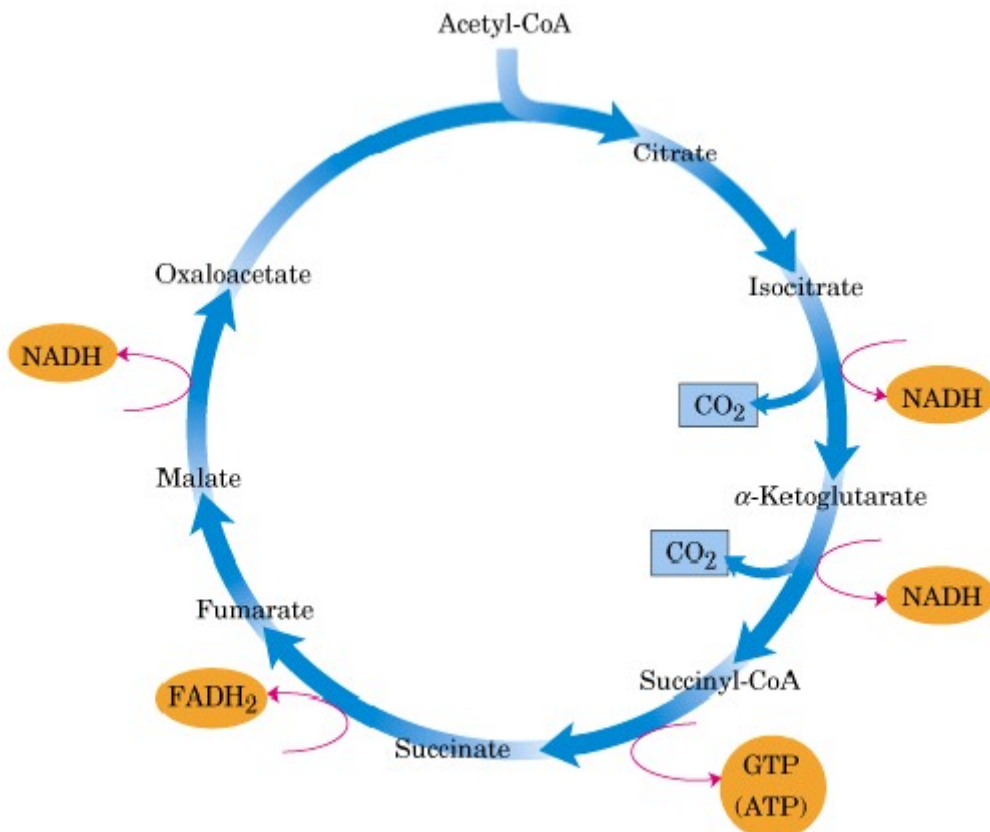 Acetyl-CoA
Citrate
Oxaloacetate
Isocitrate
NADH
CO₂
NADH
Malate
α-Ketoglutarate
CO₂
NADH
Fumarate
Succinyl-CoA
FADH₂
Succinate
GTP
(ATP)